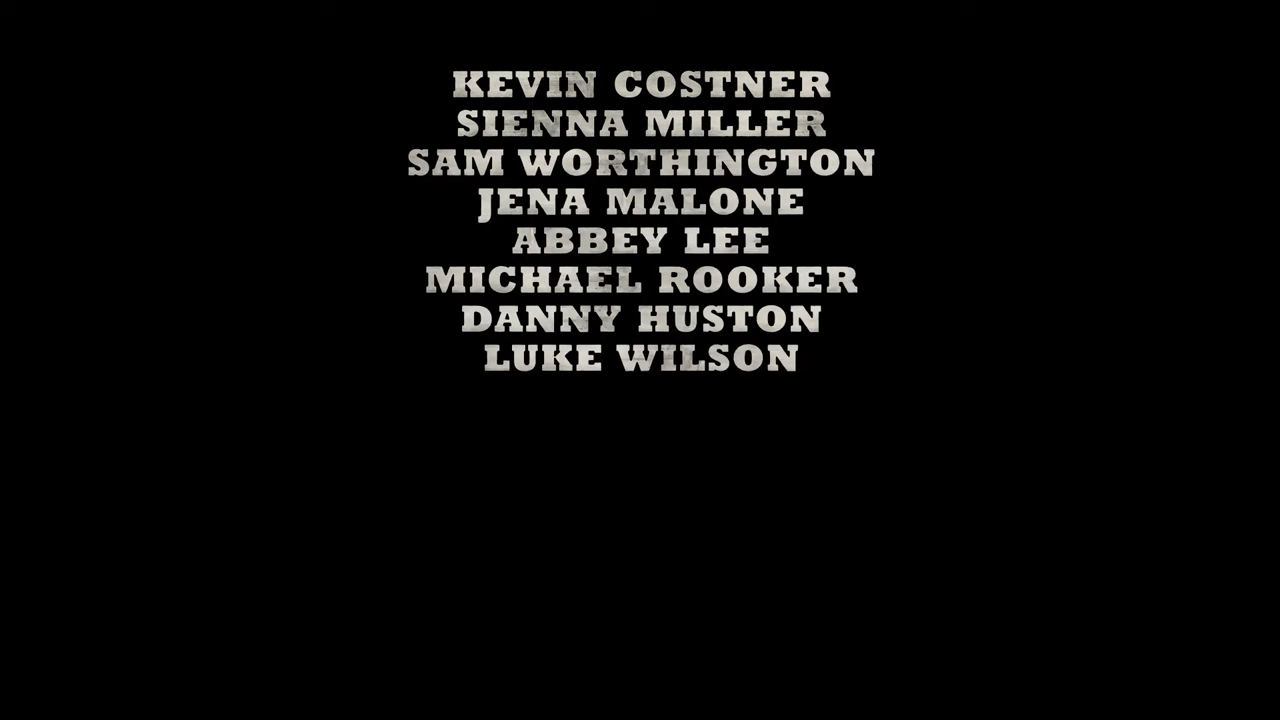 KEVIN COSTNER
SIENNA MILLER
SAM WORTHINGTON
JENA MALONE
ABBEY LEE
MICHAEL ROOKER
DANNY HUSTON
LUKE WILSON